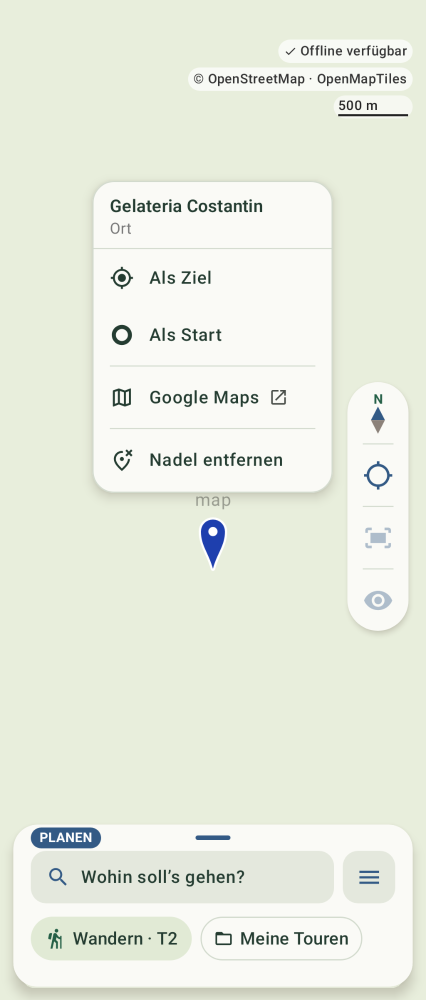 Offline verfügbar
© OpenStreetMap · OpenMapTiles
500 m
Gelateria Costantin
Ort
Als Ziel
Als Start
Google Maps
Nadel entfernen
map
N
PLANEN
Wohin soll’s gehen?
Wandern · T2
Meine Touren